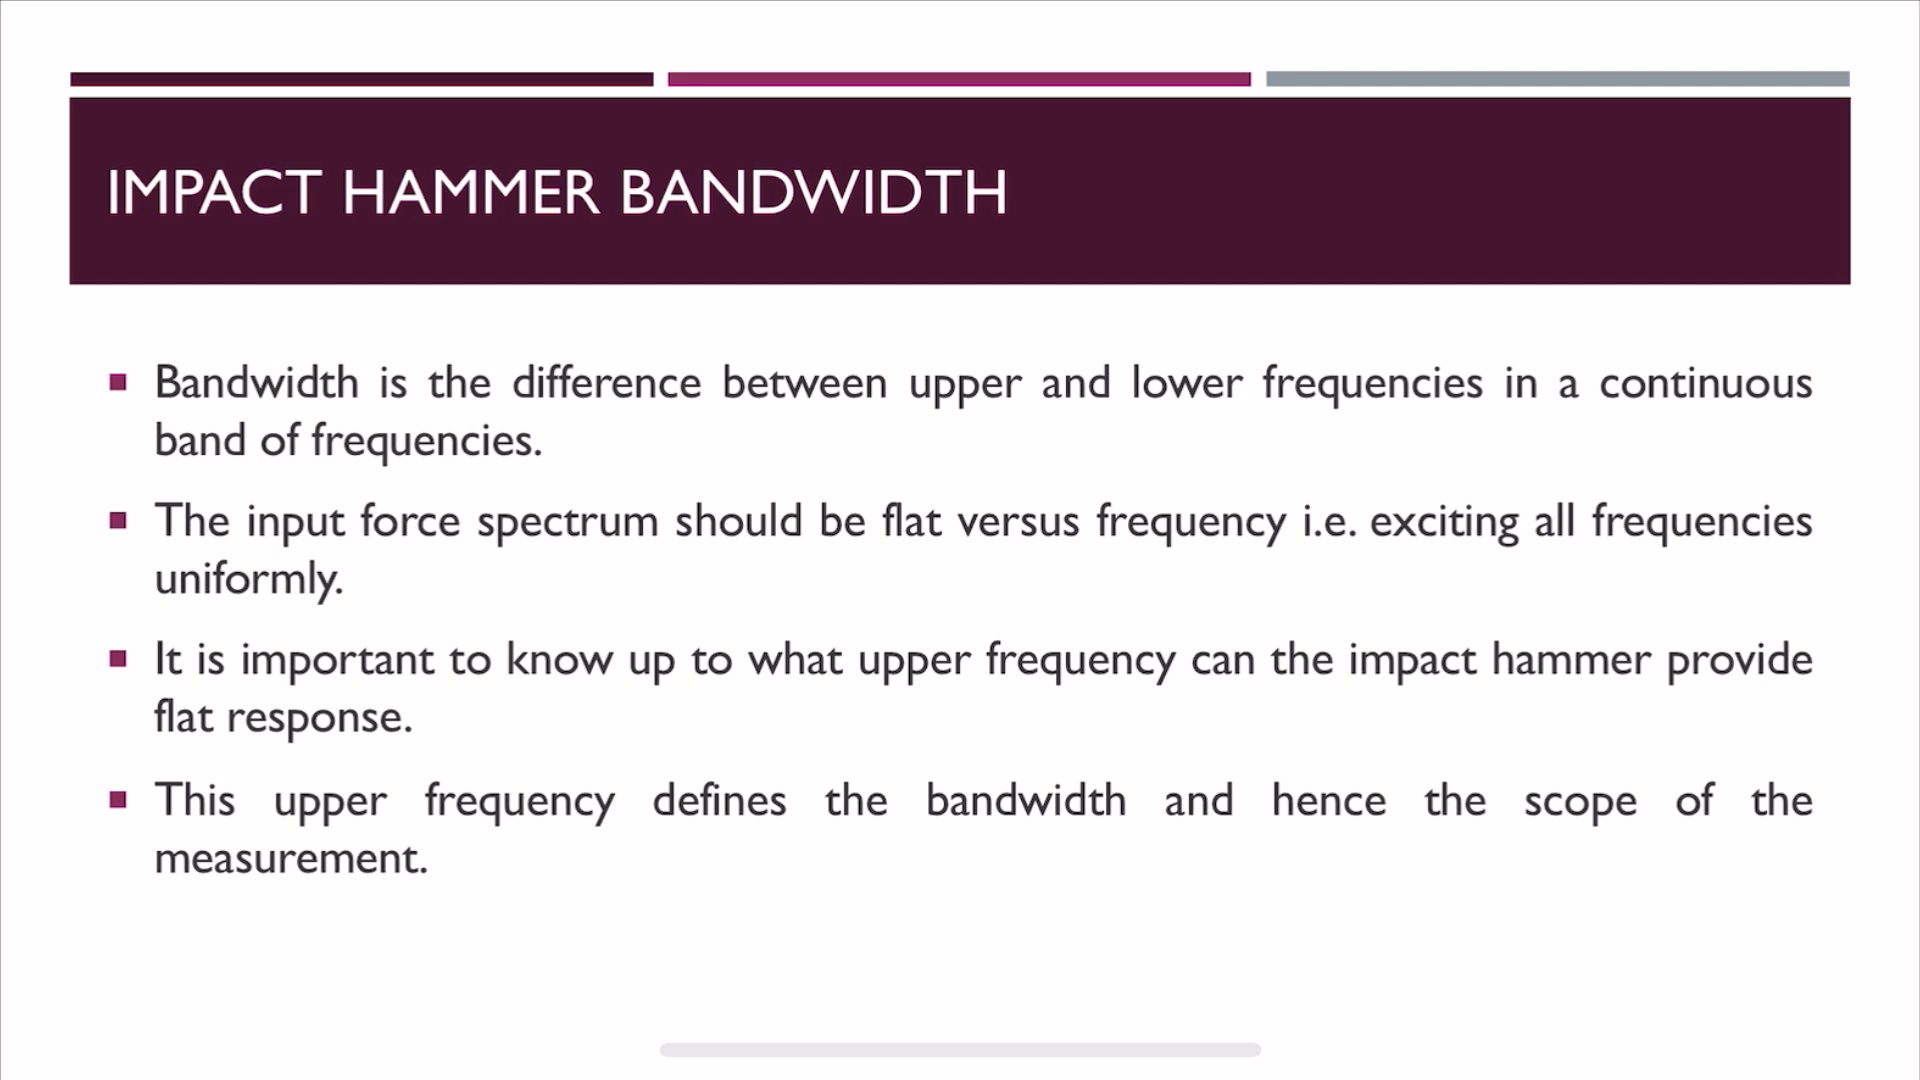 IMPACT HAMMER BANDWIDTH
Bandwidth is the difference between upper and lower frequencies in a continuous
band of frequencies.
The input force spectrum should be flat versus frequency i.e. exciting all frequencies
uniformly.
It is important to know up to what upper frequency can the impact hammer provide
flat response.
This upper frequency defines the bandwidth and hence the scope of the
measurement.